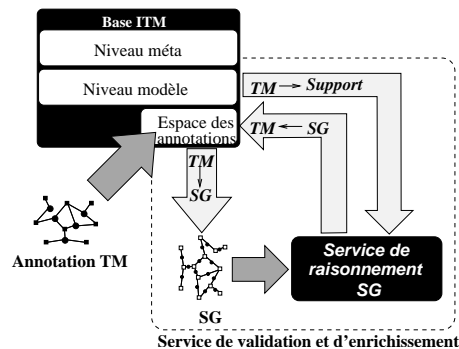 Base ITM
Niveau méta
Niveau modèle
Espace des
annotations
TM → Support
TM ← SG
TM
↓
SG
Annotation TM
SG
Service de
raisonnement
SG
Service de validation et d'enrichissement